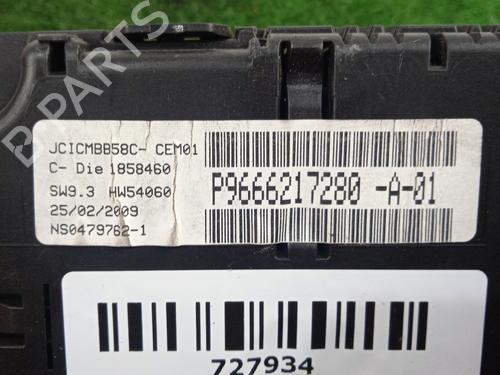 B-PARTS
JCICMBB58C- CEM01
C- Die 1858460
SW9.3 HW54060
25/02/2009
NS0479762-1
P9666217280 -A-01
727934